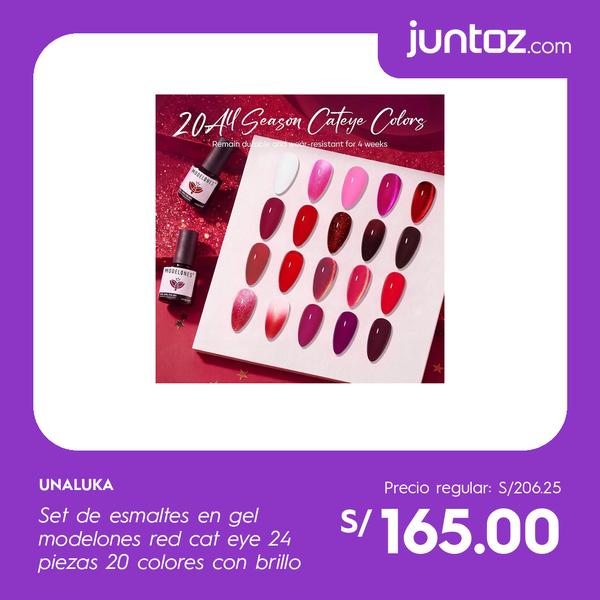 juntoz.com
20 All Season Cateye Colors
Remain durable and wear-resistant for 4 weeks
MODELONES
MODELONES
UNALUKA
Set de esmaltes en gel
modelones red cat eye 24
piezas 20 colores con brillo
Precio regular: S/206.25
S/ 165.00